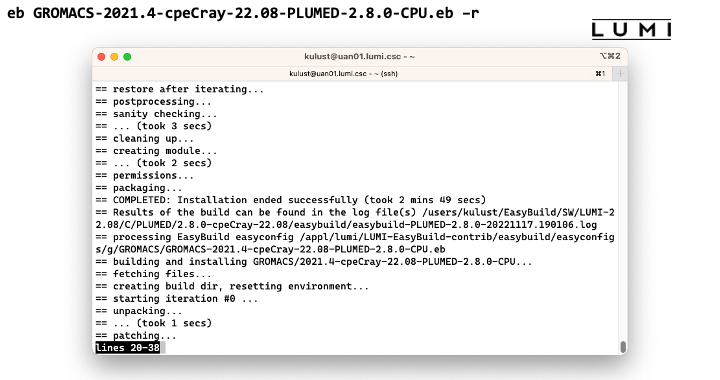 eb GROMACS-2021.4-cpeCray-22.08-PLUMED-2.8.0-CPU.eb –r
LUMI
kulust@uan01.lumi.csc - ~
⌥⌘2
kulust@uan01.lumi.csc - ~ (ssh)
⌘1
+
== restore after iterating...
== postprocessing...
== sanity checking...
== ... (took 3 secs)
== cleaning up...
== creating module...
== ... (took 2 secs)
== permissions...
== packaging...
== COMPLETED: Installation ended successfully (took 2 mins 49 secs)
== Results of the build can be found in the log file(s) /users/kulust/EasyBuild/SW/LUMI-2
2.08/C/PLUMED/2.8.0-cpeCray-22.08/easybuild/easybuild-PLUMED-2.8.0-20221117.190106.log
== processing EasyBuild easyconfig /appl/lumi/LUMI-EasyBuild-contrib/easybuild/easyconfig
s/g/GROMACS/GROMACS-2021.4-cpeCray-22.08-PLUMED-2.8.0-CPU.eb
== building and installing GROMACS/2021.4-cpeCray-22.08-PLUMED-2.8.0-CPU...
== fetching files...
== creating build dir, resetting environment...
== starting iteration #0 ...
== unpacking...
== ... (took 1 secs)
== patching...
lines 20-38